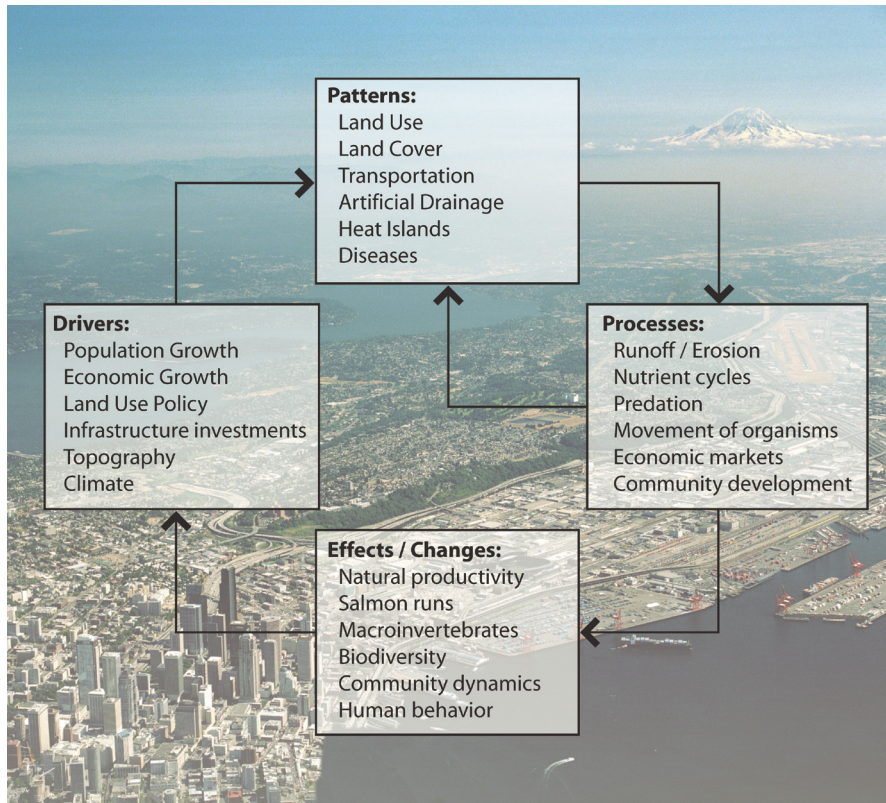 Patterns:
Land Use
Land Cover
Transportation
Artificial Drainage
Heat Islands
Diseases
Drivers:
Population Growth
Economic Growth
Land Use Policy
Infrastructure investments
Topography
Climate
Processes:
Runoff / Erosion
Nutrient cycles
Predation
Movement of organisms
Economic markets
Community development
Effects / Changes:
Natural productivity
Salmon runs
Macroinvertebrates
Biodiversity
Community dynamics
Human behavior